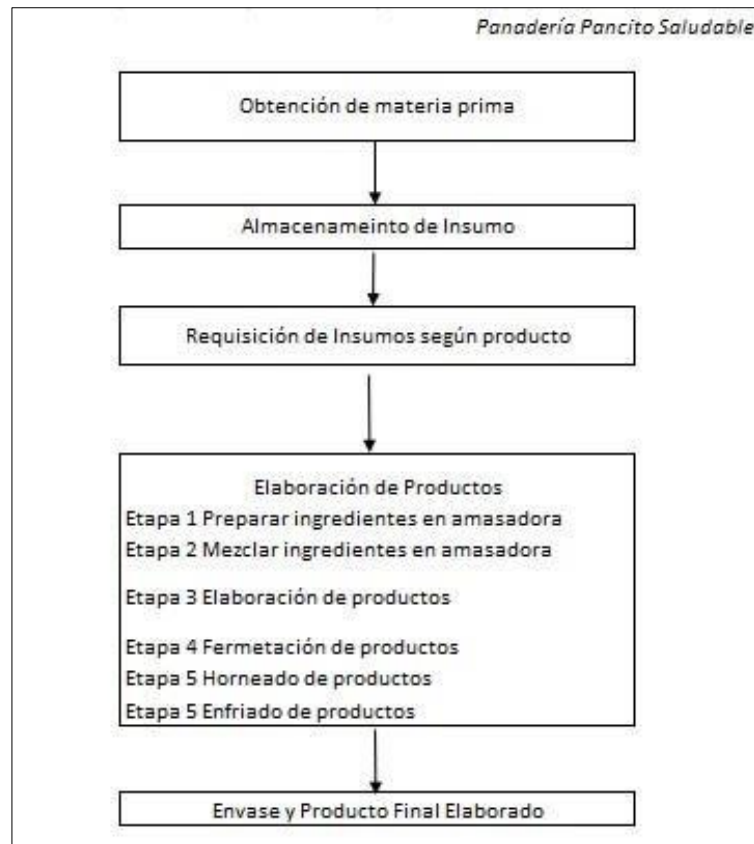 Panadería Pancito Saludable
Obtención de materia prima
Almacenameinto de Insumo
Requisición de Insumos según producto
Elaboración de Productos
Etapa 1 Preparar ingredientes en amasadora
Etapa 2 Mezclar ingredientes en amasadora
Etapa 3 Elaboración de productos
Etapa 4 Fermetación de productos
Etapa 5 Horneado de productos
Etapa 5 Enfriado de productos
Envase y Producto Final Elaborado